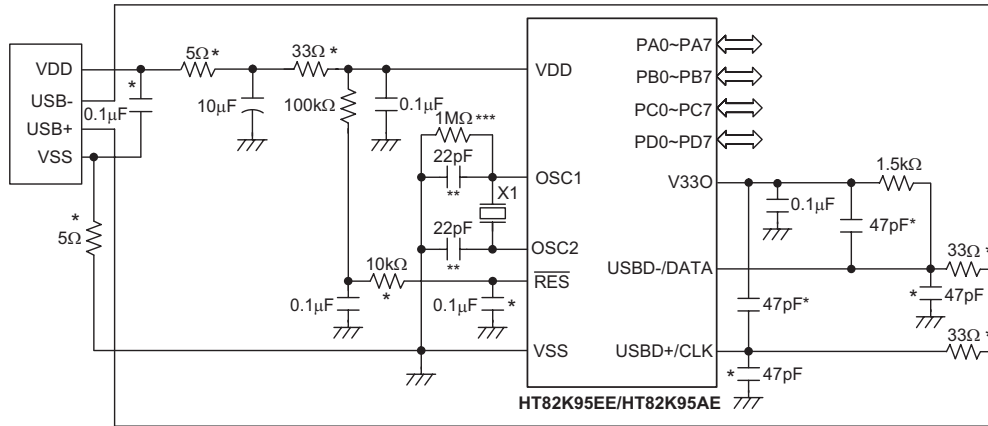 VDD
USB-
USB+
VSS
*
0.1μF
5Ω*
10μF
33Ω *
100kΩ
0.1μF
1MΩ***
22pF
**
X1
22pF
**
*
5Ω
10kΩ
*
0.1μF
0.1μF
*
VDD
OSC1
OSC2
RES
VSS
PA0~PA7
PB0~PB7
PC0~PC7
PD0~PD7
V33O
USBD-/DATA
USBD+/CLK
HT82K95EE/HT82K95AE
1.5kΩ
0.1μF
47pF*
33Ω *
*
47pF
47pF*
33Ω *
*
47pF